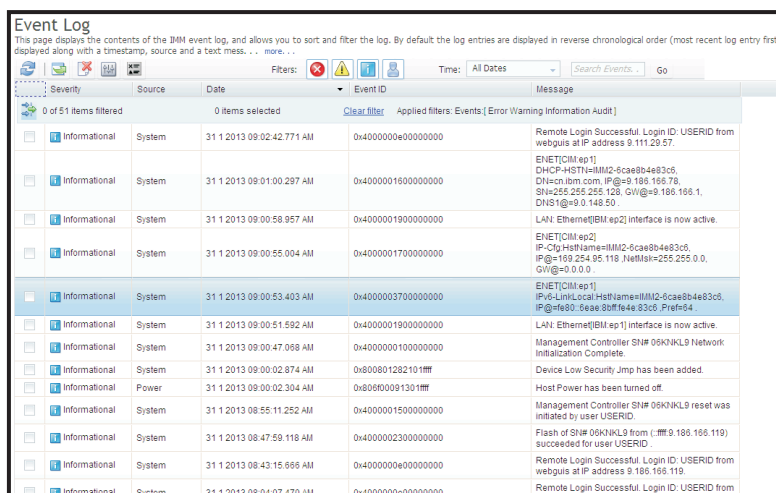 Event Log
This page displays the contents of the IMM event log, and allows you to sort and filter the log. By default the log entries are displayed in reverse chronological order (most recent log entry first
displayed along with a timestamp, source and a text mess. . . more. . .
Filters: Time: All Dates Search Events. . Go
Severity Source Date Event ID Message
0 of 51 items filtered 0 items selected Clear filter Applied filters: Events:[ Error Warning Information Audit ]
Informational System 31 1 2013 09:02:42.771 AM 0x4000000e00000000 Remote Login Successful. Login ID: USERID from
webguis at IP address 9.111.29.57.
Informational System 31 1 2013 09:01:00.297 AM 0x4000001600000000 ENET[CIM:ep1]
DHCP-HSTN=IMM2-6cae8b4e83c6,
DN=cn.ibm.com, IP@=9.186.166.78,
SN=255.255.255.128, GW@=9.186.166.1,
DNS1@=9.0.148.50 .
Informational System 31 1 2013 09:00:58.957 AM 0x4000001900000000 LAN: Ethernet[IBM:ep2] interface is now active.
Informational System 31 1 2013 09:00:55.004 AM 0x4000001700000000 ENET[CIM:ep2]
IP-Cfg:HstName=IMM2-6cae8b4e83c6,
IP@=169.254.95.118 ,NetMsk=255.255.0.0,
GW@=0.0.0.0 .
Informational System 31 1 2013 09:00:53.403 AM 0x4000003700000000 ENET[CIM:ep1]
IPv6-LinkLocal:HstName=IMM2-6cae8b4e83c6,
IP@=fe80::6eae:8bff:fe4e:83c6 ,Pref=64 .
Informational System 31 1 2013 09:00:51.592 AM 0x4000001900000000 LAN: Ethernet[IBM:ep1] interface is now active.
Informational System 31 1 2013 09:00:47.068 AM 0x4000000100000000 Management Controller SN# 06KNKL9 Network
Initialization Complete.
Informational System 31 1 2013 09:00:02.874 AM 0x800801282101ffff Device Low Security Jmp has been added.
Informational Power 31 1 2013 09:00:02.304 AM 0x806f00091301ffff Host Power has been turned off.
Informational System 31 1 2013 08:55:11.252 AM 0x4000001500000000 Management Controller SN# 06KNKL9 reset was
initiated by user USERID.
Informational System 31 1 2013 08:47:59.118 AM 0x4000002300000000 Flash of SN# 06KNKL9 from (::ffff:9.186.166.119)
succeeded for user USERID .
Informational System 31 1 2013 08:43:15.666 AM 0x4000000e00000000 Remote Login Successful. Login ID: USERID from
webguis at IP address 9.186.166.119.
Informational System 31 1 2013 08:04:07.470 AM 0x4000000e00000000 Remote Login Successful. Login ID: USERID from